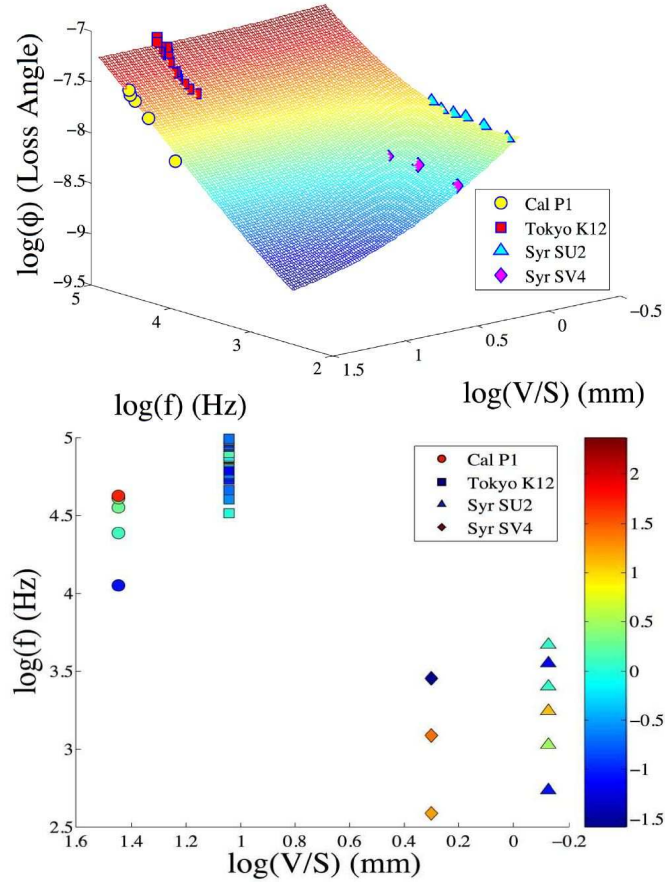 −7
−7.5
−8
−8.5
−9
−9.5
log(ϕ) (Loss Angle)
5
4
3
2
log(f) (Hz)
1.5
1
0.5
0
−0.5
log(V/S) (mm)
Cal P1
Tokyo K12
Syr SU2
Syr SV4
5
4.5
4
3.5
3
2.5
log(f) (Hz)
1.6 1.4 1.2 1 0.8 0.6 0.4 0.2 0 −0.2
log(V/S) (mm)
Cal P1
Tokyo K12
Syr SU2
Syr SV4
2
1.5
1
0.5
0
−0.5
−1
−1.5